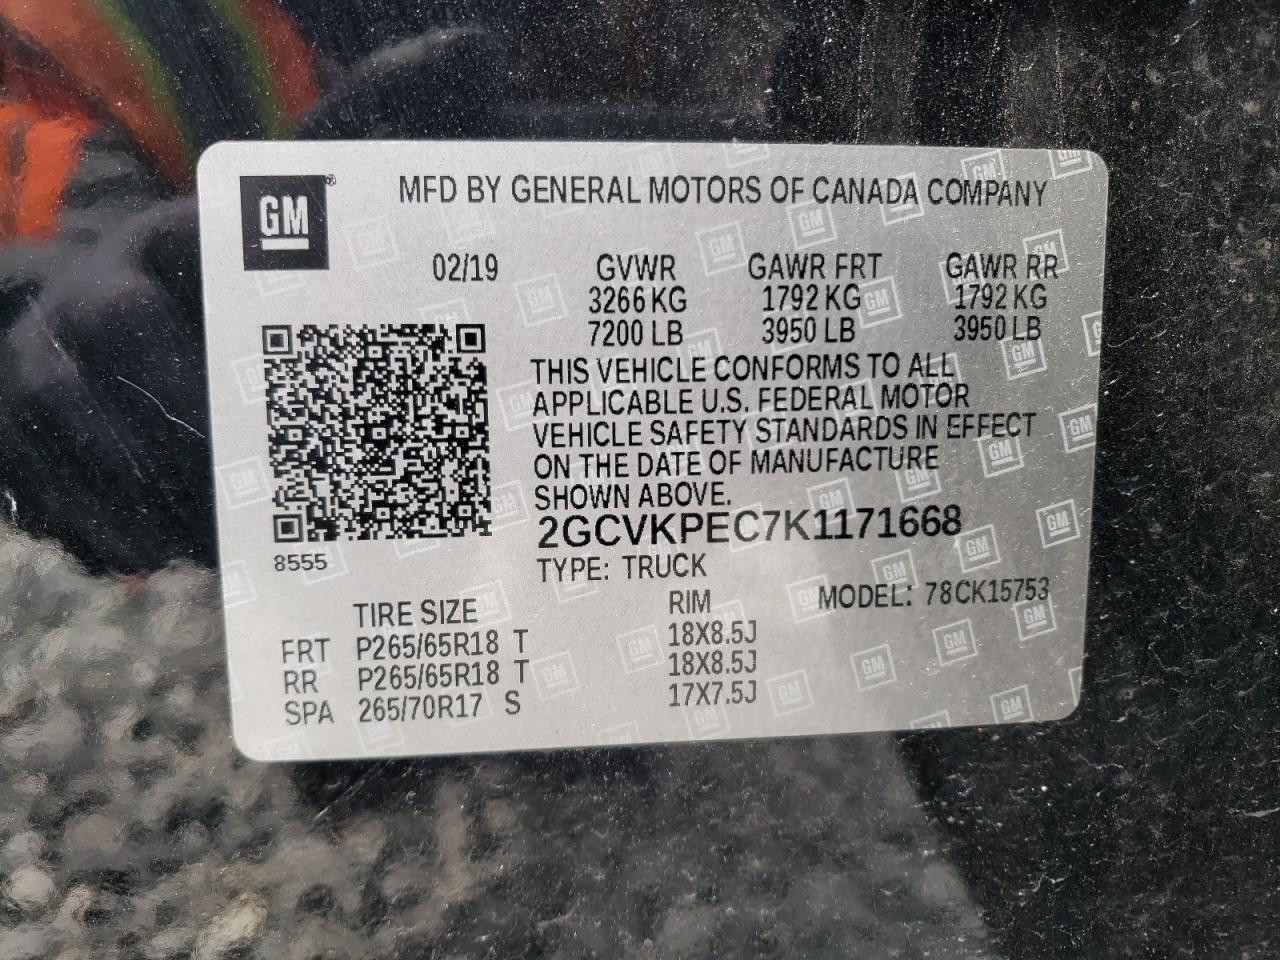 GM
MFD BY GENERAL MOTORS OF CANADA COMPANY
02/19 GVWR GAWR FRT GAWR RR
3266 KG 1792 KG 1792 KG
7200 LB 3950 LB 3950 LB
THIS VEHICLE CONFORMS TO ALL
APPLICABLE U.S. FEDERAL MOTOR
VEHICLE SAFETY STANDARDS IN EFFECT
ON THE DATE OF MANUFACTURE
SHOWN ABOVE.
2GCVKPEC7K1171668
8555
TYPE: TRUCK
MODEL: 78CK15753
TIRE SIZE RIM
FRT P265/65R18 T 18X8.5J
RR P265/65R18 T 18X8.5J
SPA 265/70R17 S 17X7.5J